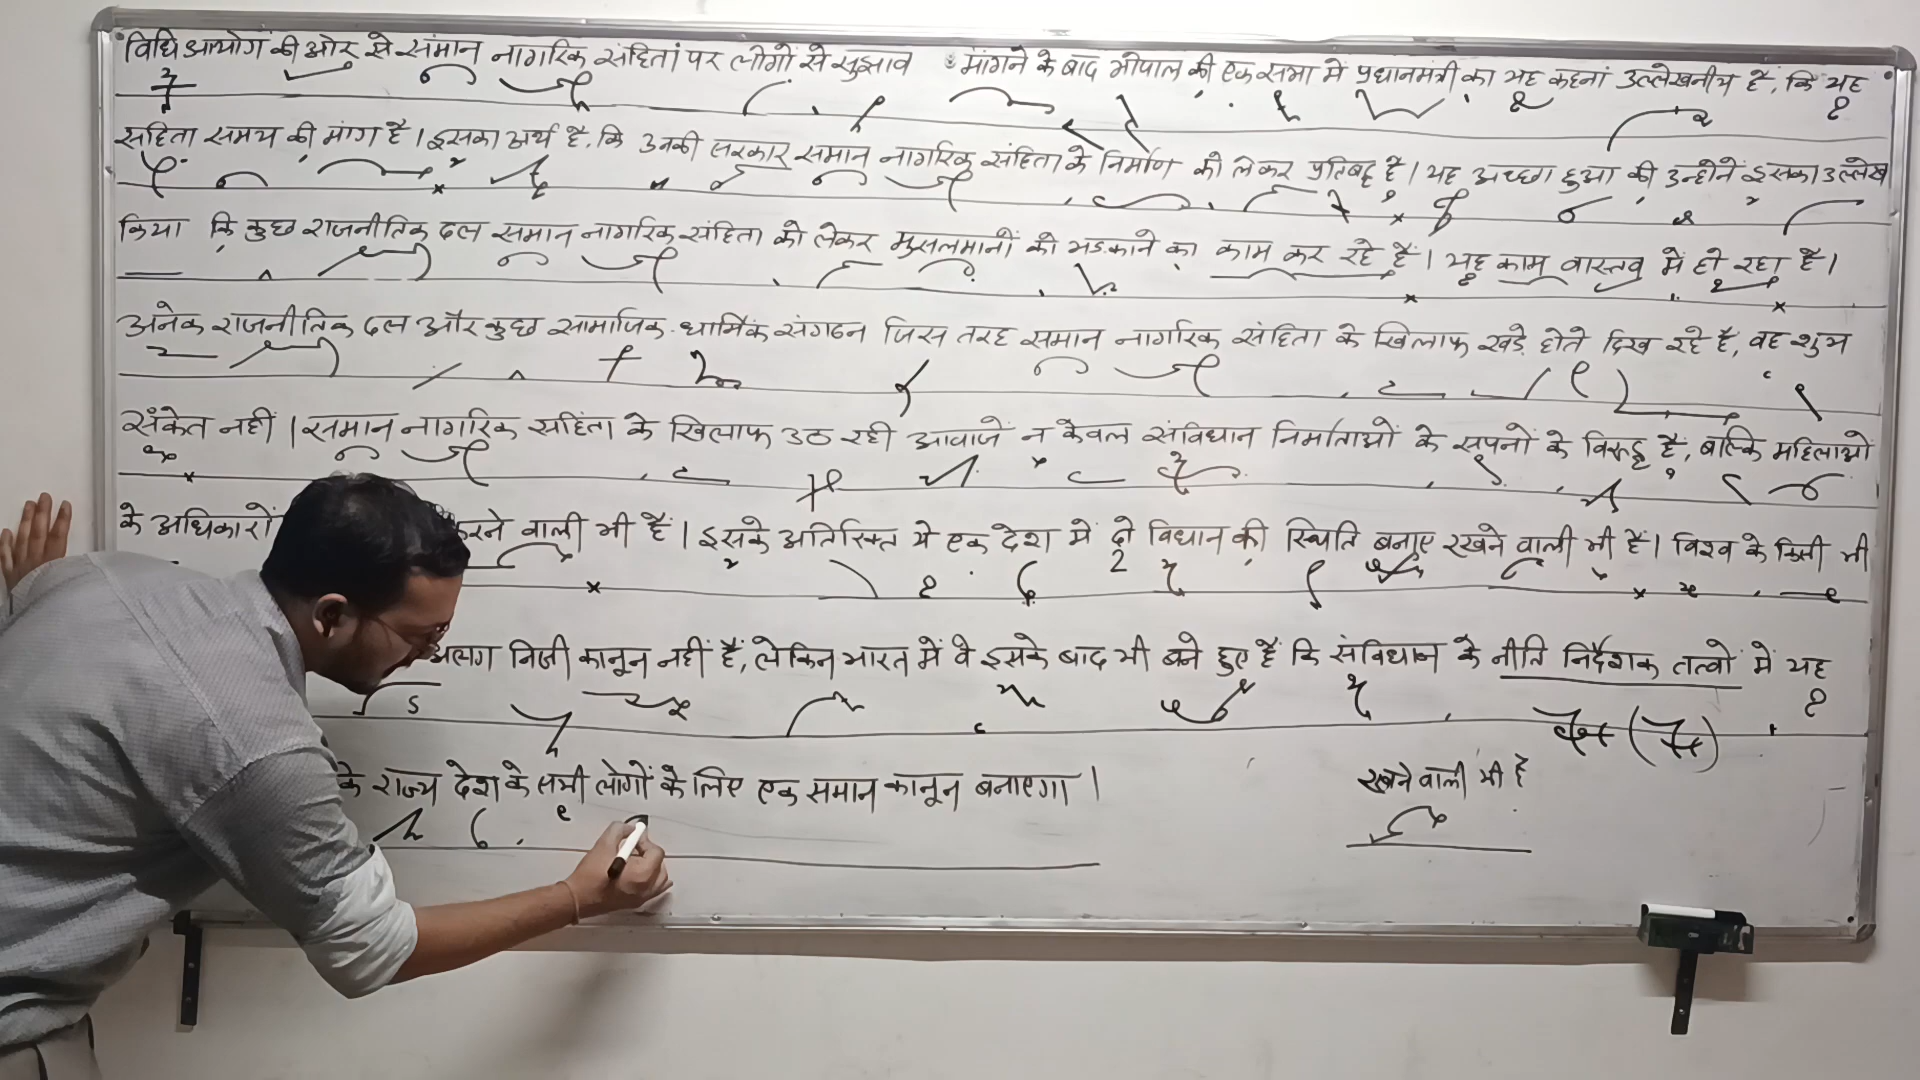 विधि आयोग की ओर से समान नागरिक संहिता पर लोगों से सुझाव मांगने के बाद भोपाल की एक सभा में प्रधानमंत्री का यह कहना उल्लेखनीय है, कि यह
सहिता समय की मांग है। इसका अर्थ है, कि उनकी सरकार समान नागरिक संहिता के निर्माण को लेकर प्रतिबद्द है। यह अच्छा हुआ की उन्होनें इसका उल्लेख
किया कि कुछ राजनीतिक दल समान नागरिक संहिता को लेकर मुसलमानों को भड़काने का काम कर रहे है। यह काम वास्तव में हो रहा है।
अनेक राजनीतिक दल और कुछ सामाजिक-धार्मिक संगठन जिस तरह समान नागरिक संहिता के खिलाफ खड़े होते दिख रहे है, वह शुभ
संकेत नहीं। समान नागरिक संहिता के खिलाफ उठ रही आवाजें न केवल संविधान निर्माताओं के सपनों के विरुद्द है, बल्कि महिलाओ
के अधिकारों करने वाली भी है। इसके अतिरिक्त ये एक देश में दो विधान की स्थिति बनाए रखने वाली भी है। विश्व के किसी भी
2
अलग निजी कानून नहीं है, लेकिन भारत में वे इसके बाद भी बने हुए है कि संविधान के नीति निर्देशक तत्वों में यह
के राज्य देश के सभी लोगों के लिए एक समान कानून बनाएगा।
रखने वाली भी है